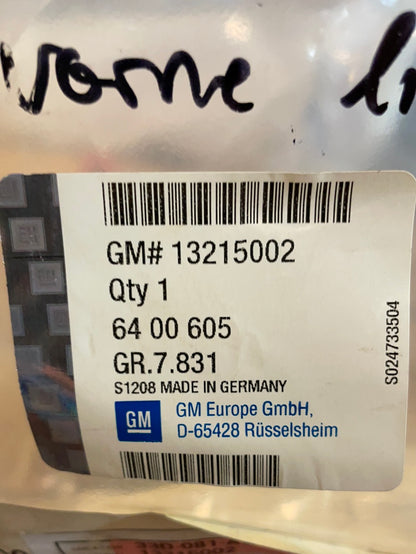 vorne
GM# 13215002
Qty 1
64 00 605
GR.7.831
S1208 MADE IN GERMANY
GM
GM Europe GmbH,
D-65428 Rüsselsheim
S024733504